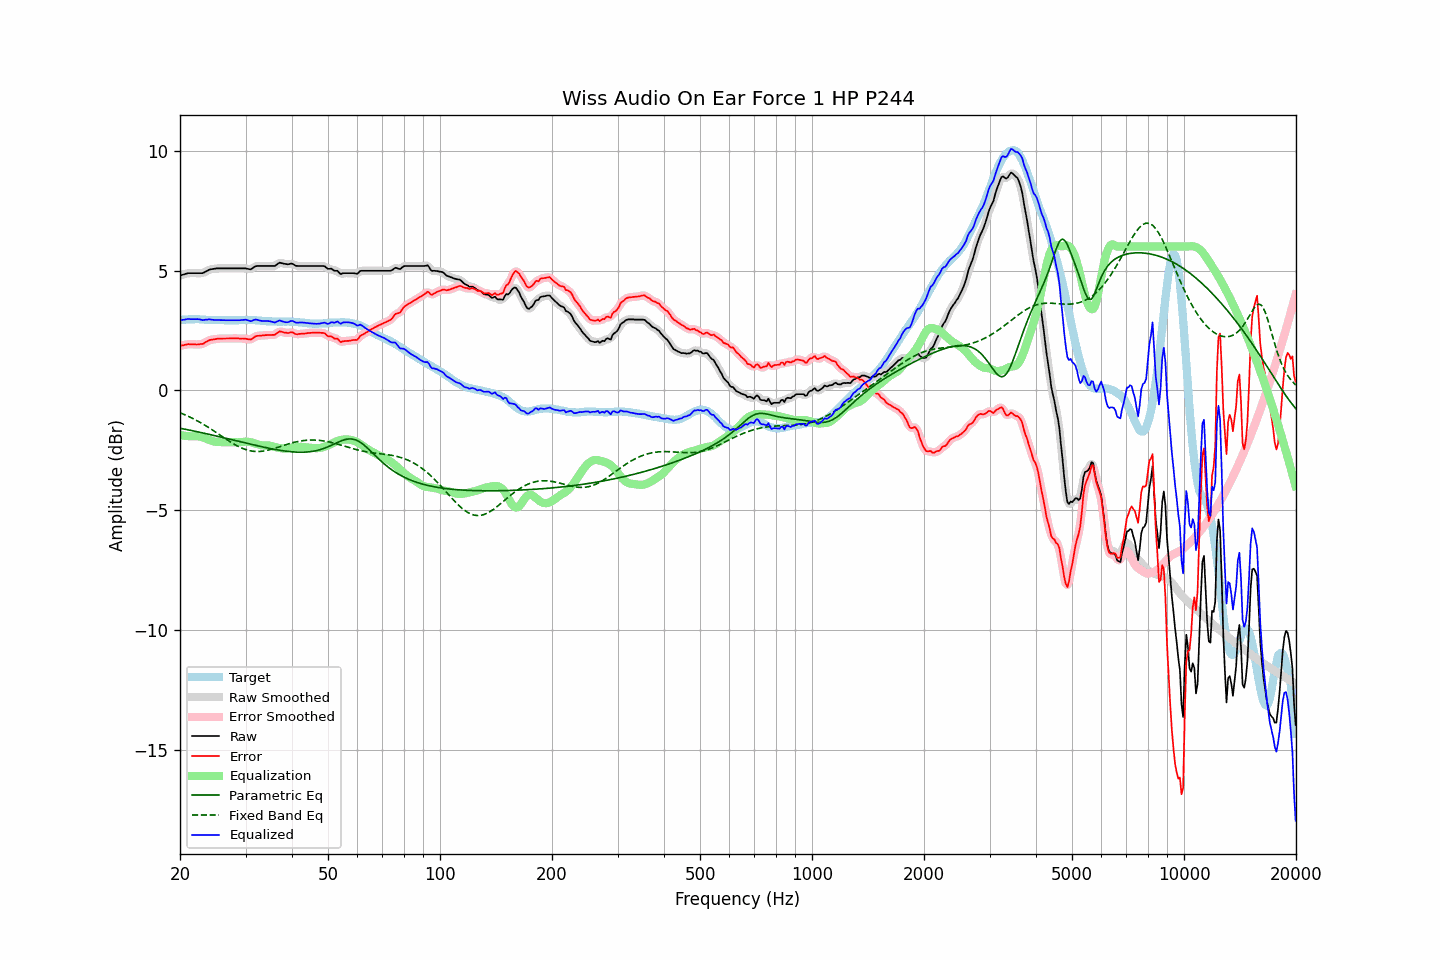 Wiss Audio On Ear Force 1 HP P244
Amplitude (dBr)
10
5
0
−5
−10
−15
Target
Raw Smoothed
Error Smoothed
Raw
Error
Equalization
Parametric Eq
Fixed Band Eq
Equalized
20 50 100 200 500 1000 2000 5000 10000 20000
Frequency (Hz)